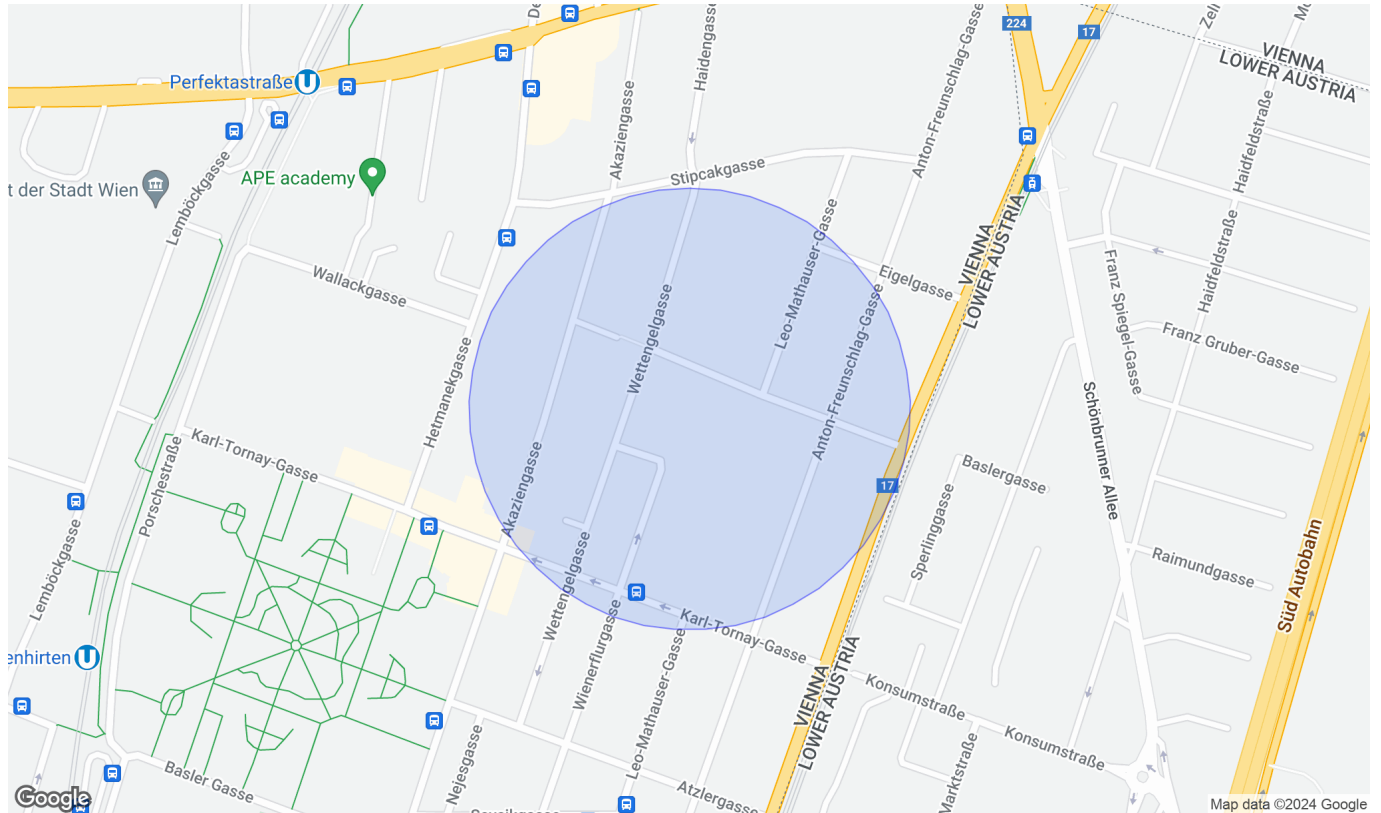 224
17
VIENNA
LOWER AUSTRIA
Perfektastraße
Haidengasse
Anton-Freunschlag-Gasse
Akaziengasse
Stipcakgasse
APE academy
t der Stadt Wien
Lemböckgasse
Haidfeldstraße
Leo-Mathauser-Gasse
VIENNA
LOWER AUSTRIA
Eigelgasse
Franz Spiegel-Gasse
Haidfeldstraße
Wallackgasse
Wettengelgasse
Franz Gruber-Gasse
Hetmanekgasse
Anton-Freunschlag-Gasse
Schönbrunner Allee
Karl-Tornay-Gasse
Porschestraße
Akaziengasse
17
Baslergasse
Sperlinggasse
Lemböckgasse
Wettengelgasse
Raimundgasse
Süd Autobahn
Wienerflurgasse
Karl-Tornay-Gasse
enhirten
Leo-Mathauser-Gasse
VIENNA
LOWER AUSTRIA
Konsumstraße
Konsumstraße
Marktstraße
Nejesgasse
Basler Gasse
Atzlergasse
Google
Map data ©2024 Google